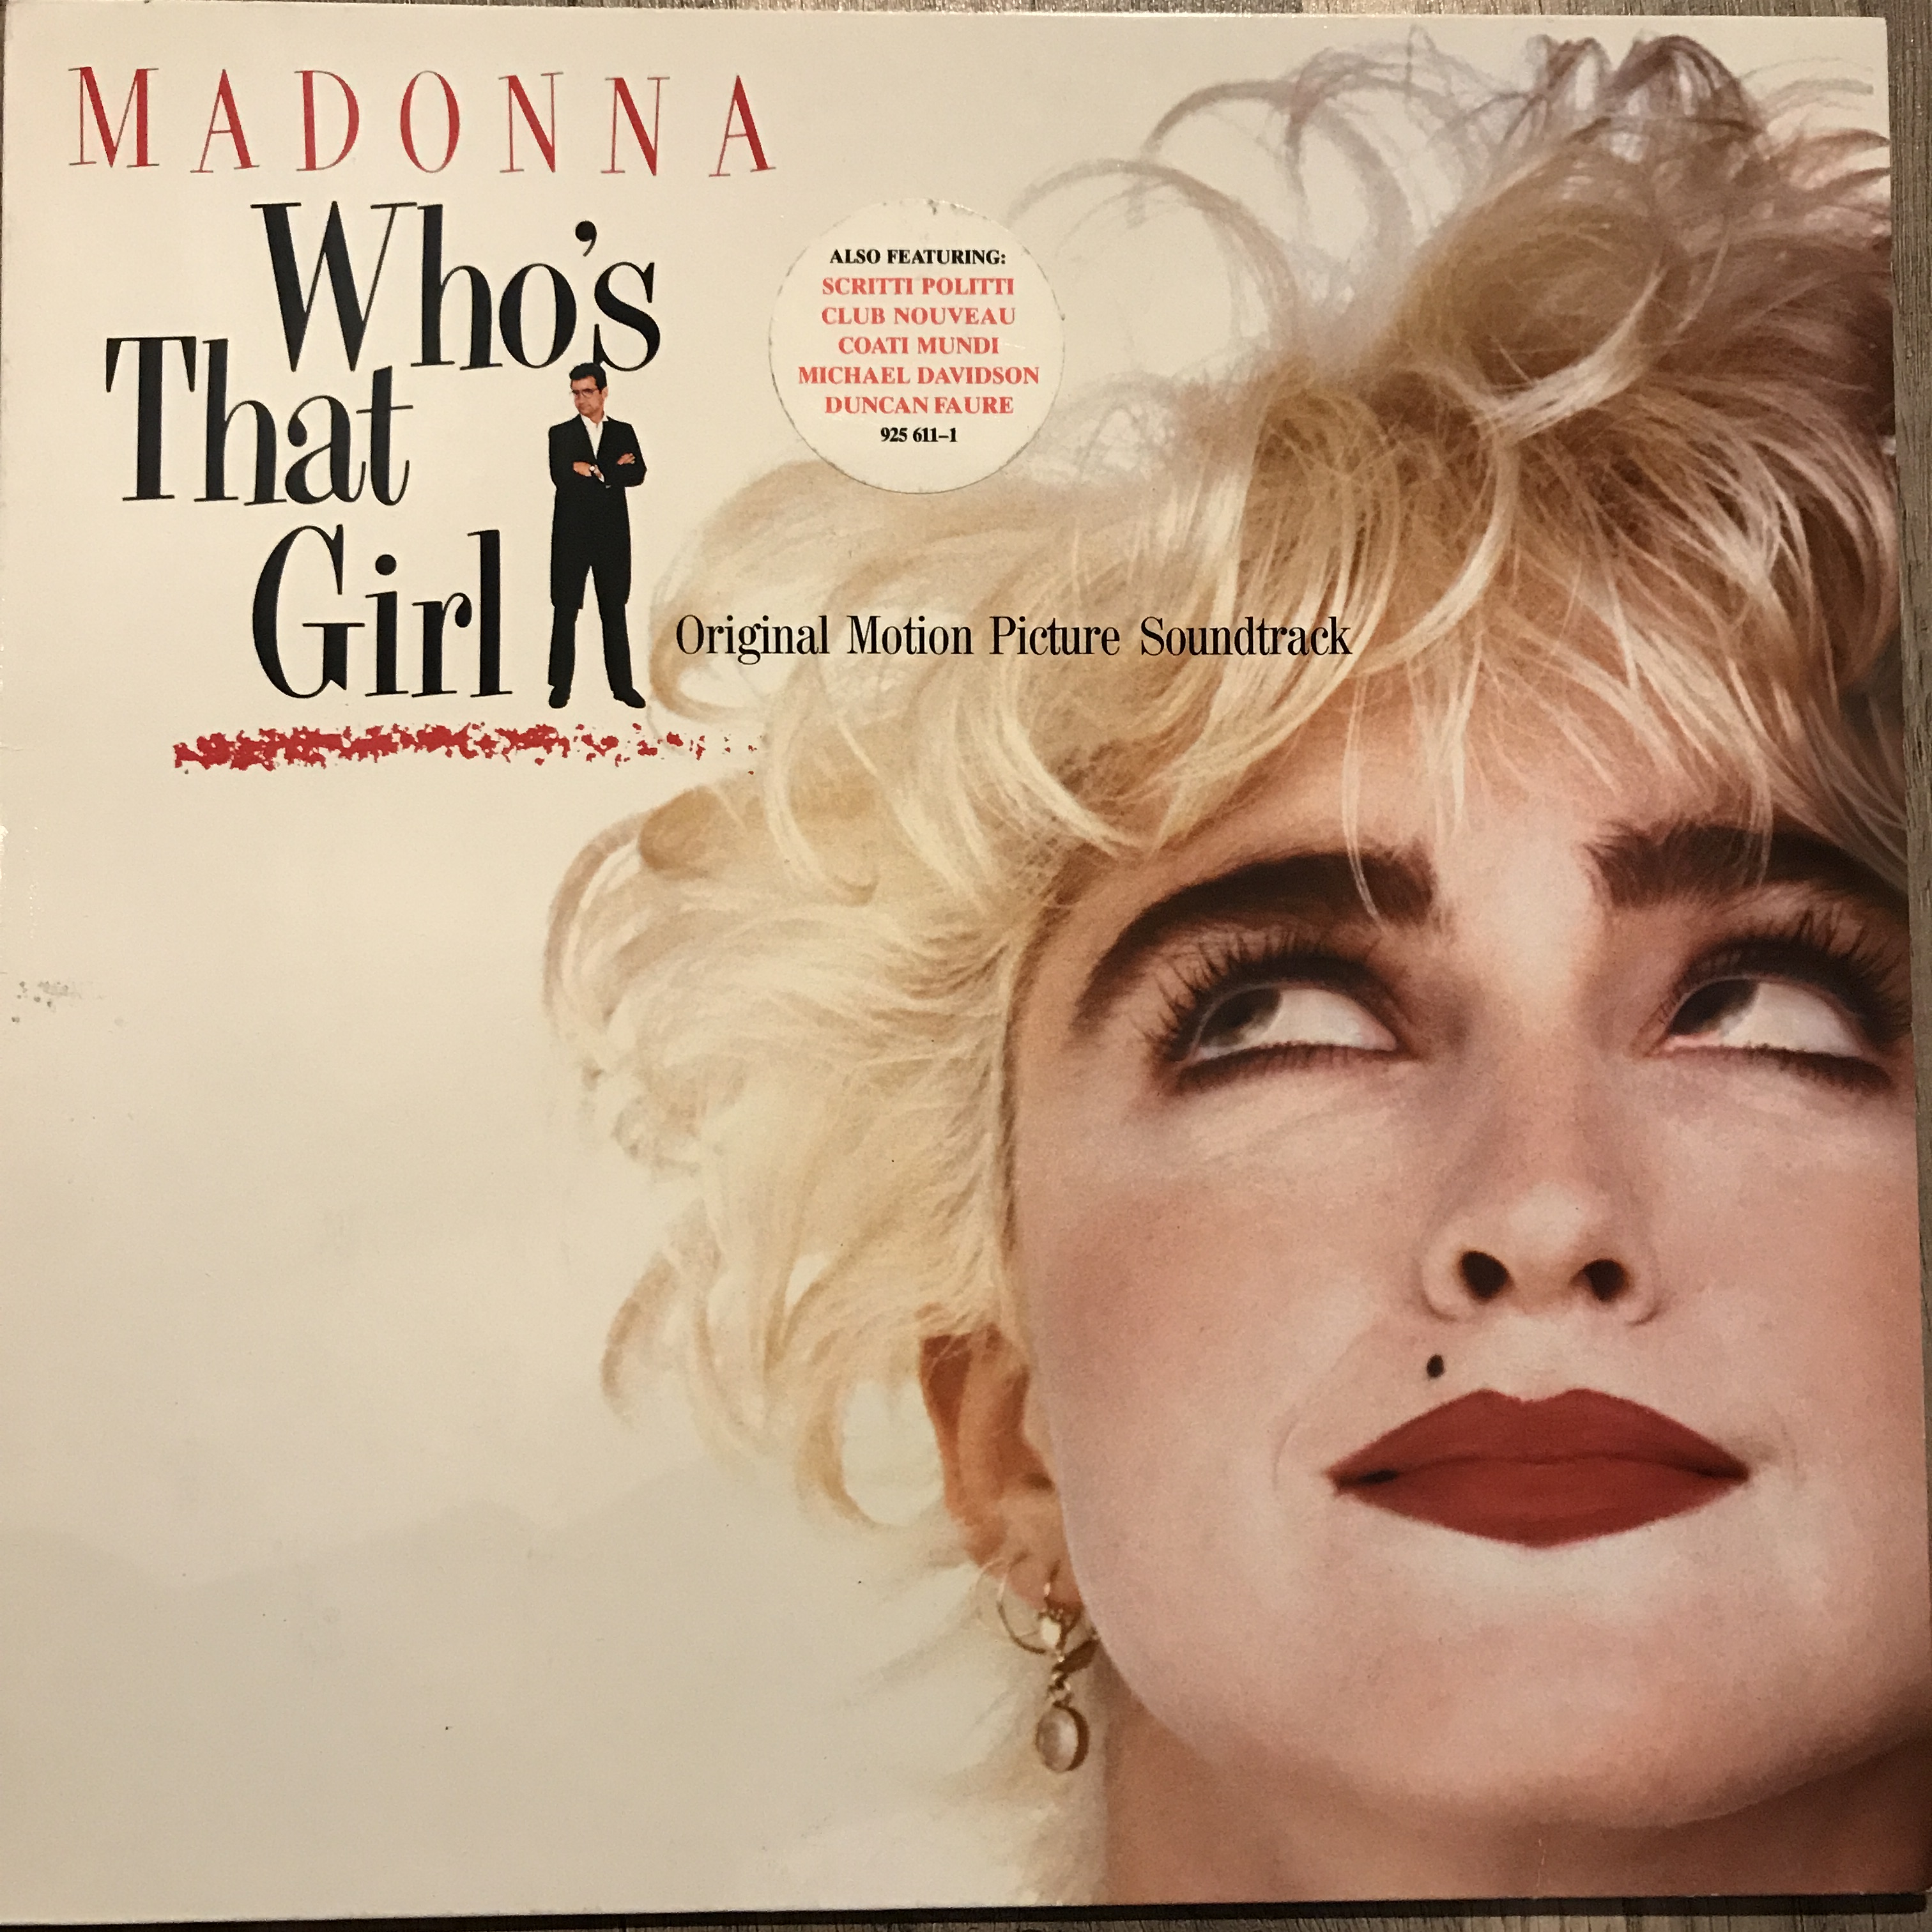 MADONNA
Who's
That
Girl
Original Motion Picture Soundtrack
ALSO FEATURING:
SCRITTI POLITTI
CLUB NOUVEAU
COATI MUNDI
MICHAEL DAVIDSON
DUNCAN FAURE
925 611-1